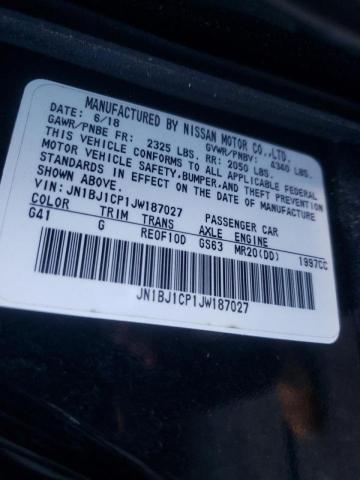 MANUFACTURED BY NISSAN MOTOR CO.,LTD.
DATE: 6/18 GVWR/PNBV: 4340 LBS.
GAWR/PNBE FR: 2325 LBS. RR: 2050 LBS.
THIS VEHICLE CONFORMS TO ALL APPLICABLE FEDERAL
MOTOR VEHICLE SAFETY,BUMPER,AND THEFT PREVENTION
STANDARDS IN EFFECT ON THE DATE OF MANUFACTURE
SHOWN ABOVE.
VIN: JN1BJ1CP1JW187027 PASSENGER CAR
COLOR TRIM TRANS AXLE ENGINE
G41 G RE0F10D GS63 MR20(DD) 1997CC
JN1BJ1CP1JW187027